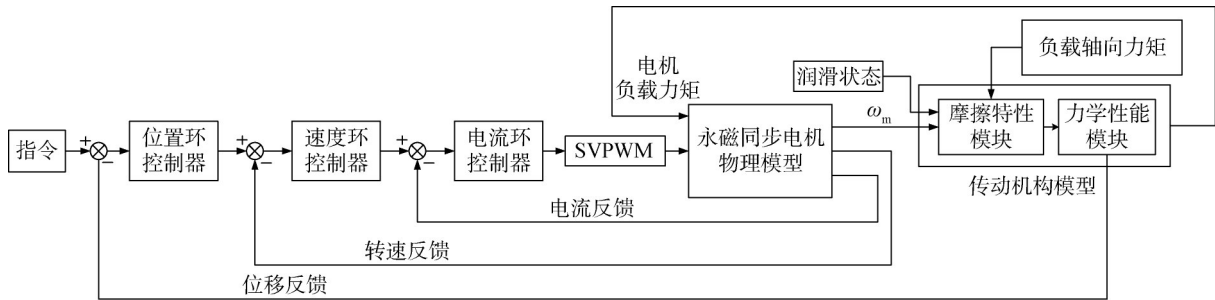 负载轴向力矩
电机
负载力矩
润滑状态
ωm
摩擦特性
模块
力学性能
模块
传动机构模型
指令
+
−
位置环
控制器
+
−
速度环
控制器
+
−
电流环
控制器
SVPWM
永磁同步电机
物理模型
电流反馈
转速反馈
位移反馈